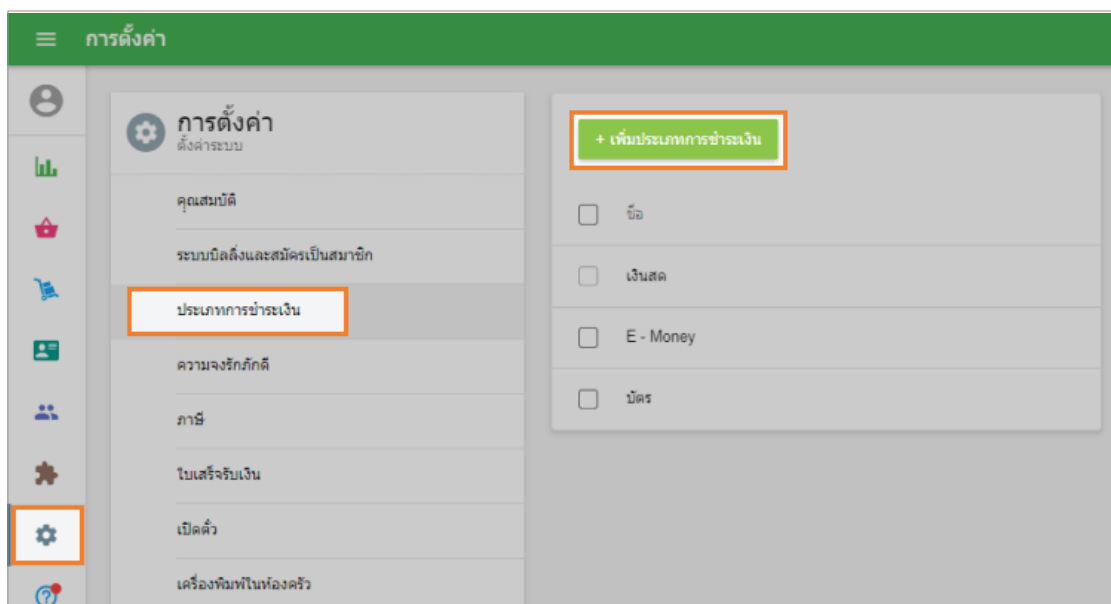 การตั้งค่า
การตั้งค่า
ตั้งค่าระบบ
คุณสมบัติ
ระบบบิลลิ่งและสมัครเป็นสมาชิก
ประเภทการชำระเงิน
ความจงรักภักดี
ภาษี
ใบเสร็จรับเงิน
เปิดตั๋ว
เครื่องพิมพ์ในห้องครัว
+ เพิ่มประเภทการชำระเงิน
ชื่อ
เงินสด
E - Money
บัตร